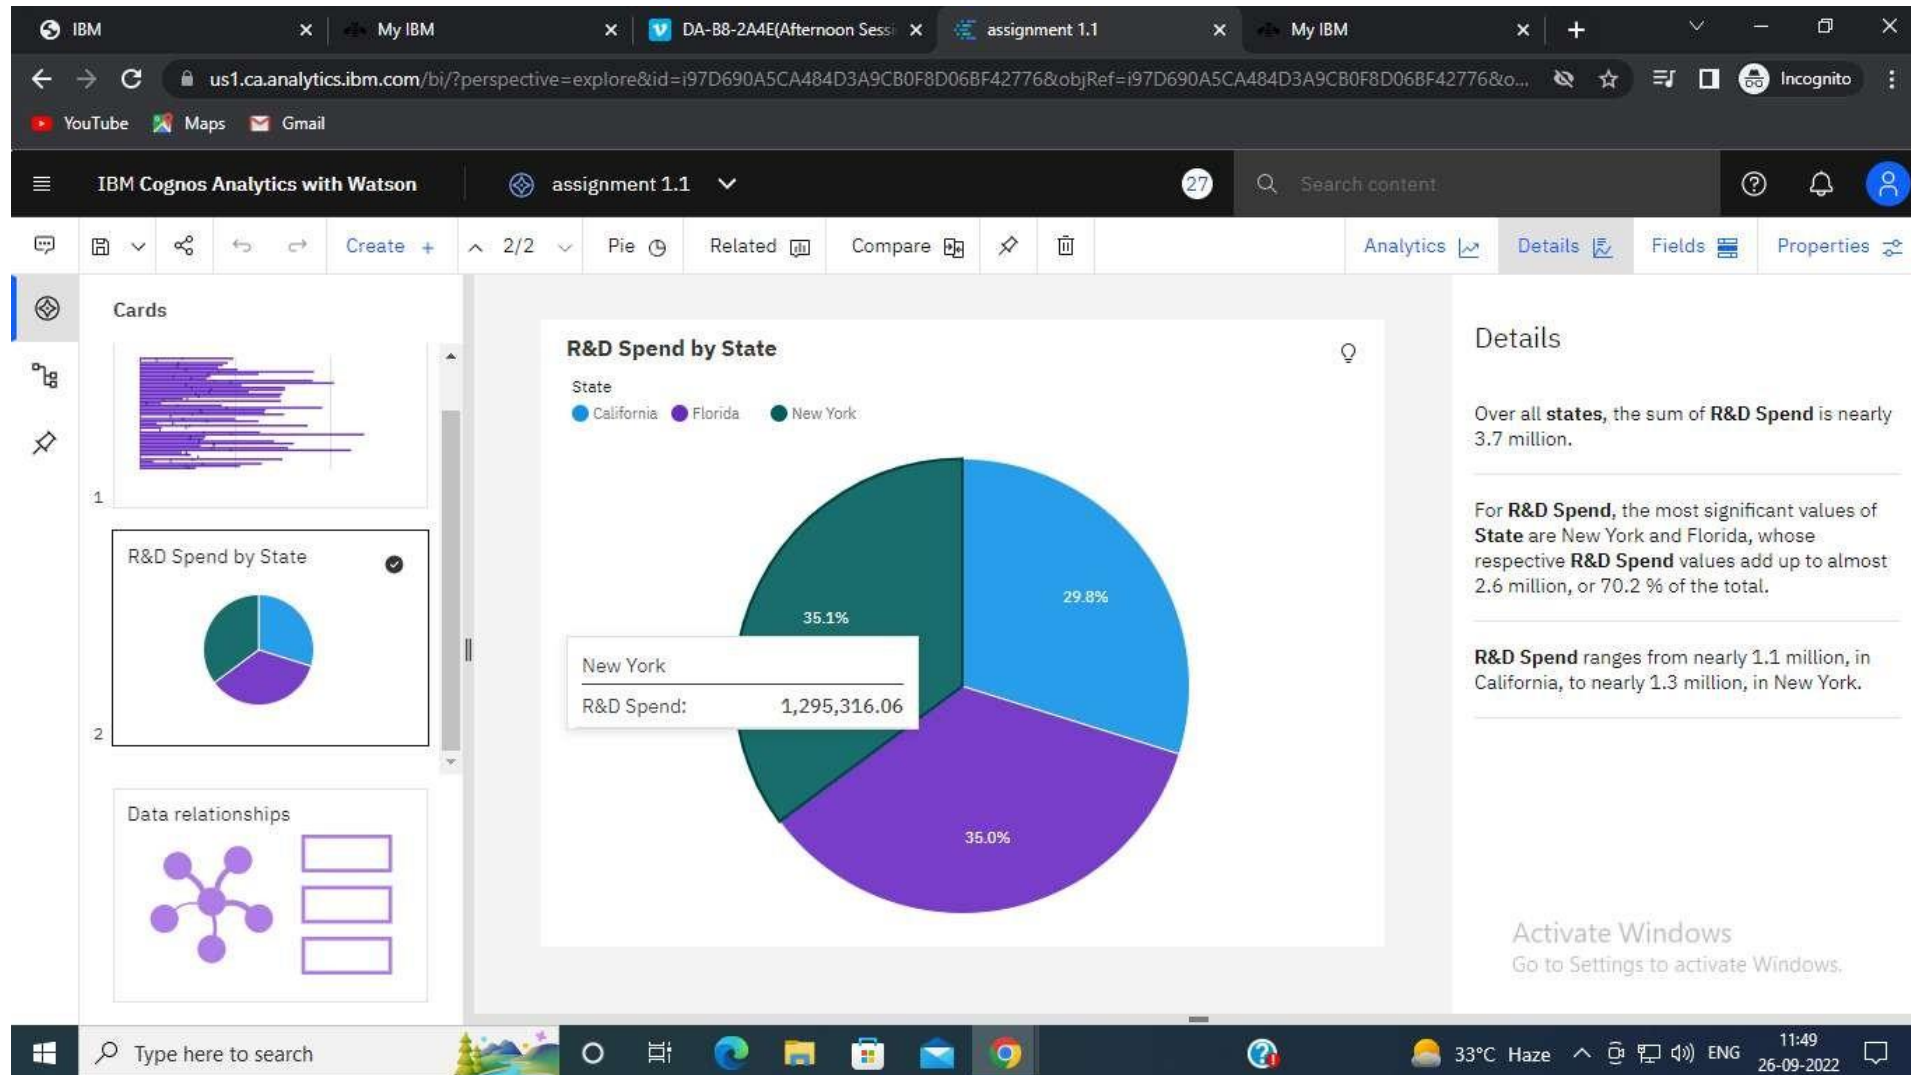 IBM
My IBM
DA-B8-2A4E(Afternoon Sessi
assignment 1.1
My IBM
us1.ca.analytics.ibm.com/bi/?perspective=explore&id=i97D690A5CA484D3A9CB0F8D06BF42776&objRef=i97D690A5CA484D3A9CB0F8D06BF42776&o...
Incognito
YouTube
Maps
Gmail
IBM Cognos Analytics with Watson
assignment 1.1
27
Search content
Create +
2/2
Pie
Related
Compare
Analytics
Details
Fields
Properties
Cards
1
R&D Spend by State
2
Data relationships
R&D Spend by State
State
California
Florida
New York
29.8%
35.1%
35.0%
New York
R&D Spend: 1,295,316.06
Details
Over all states, the sum of R&D Spend is nearly
3.7 million.
For R&D Spend, the most significant values of
State are New York and Florida, whose
respective R&D Spend values add up to almost
2.6 million, or 70.2 % of the total.
R&D Spend ranges from nearly 1.1 million, in
California, to nearly 1.3 million, in New York.
Activate Windows
Go to Settings to activate Windows.
Type here to search
33°C Haze
ENG
11:49
26-09-2022